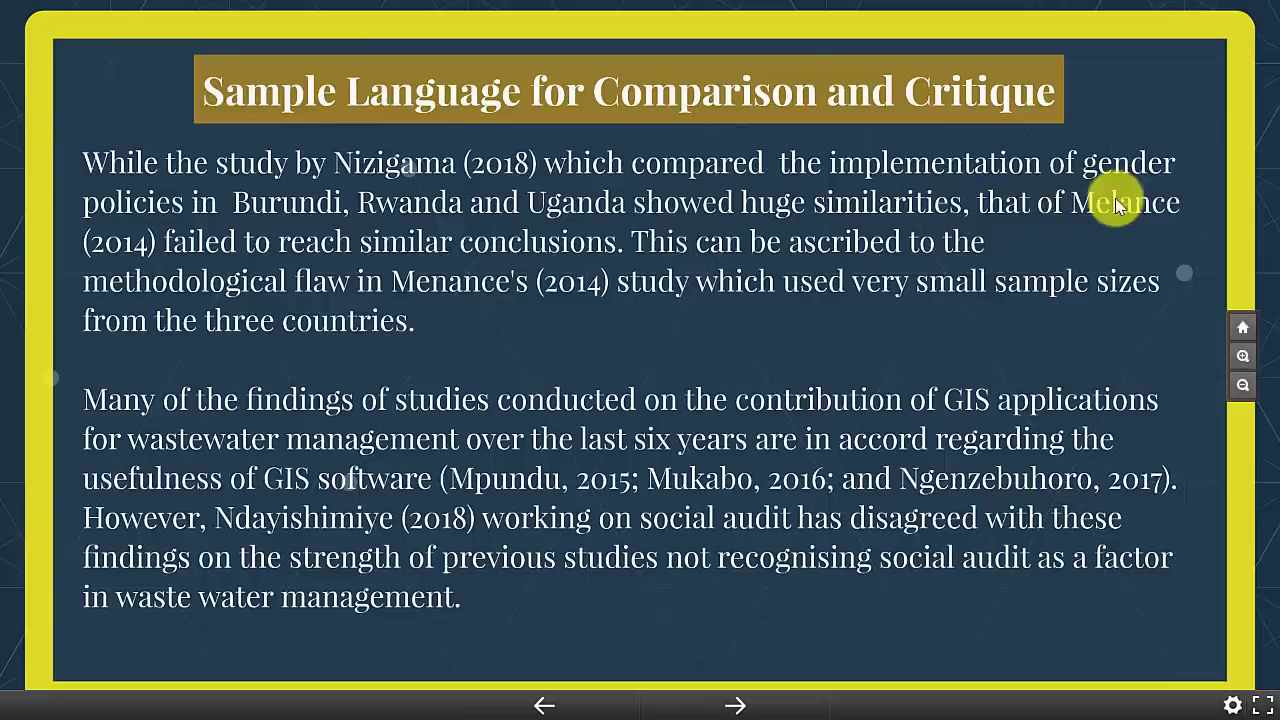 Sample Language for Comparison and Critique
While the study by Nizigama (2018) which compared the implementation of gender
policies in Burundi, Rwanda and Uganda showed huge similarities, that of Menance
(2014) failed to reach similar conclusions. This can be ascribed to the
methodological flaw in Menance's (2014) study which used very small sample sizes
from the three countries.
Many of the findings of studies conducted on the contribution of GIS applications
for wastewater management over the last six years are in accord regarding the
usefulness of GIS software (Mpundu, 2015; Mukabo, 2016; and Ngenzebuhoro, 2017).
However, Ndayishimiye (2018) working on social audit has disagreed with these
findings on the strength of previous studies not recognising social audit as a factor
in waste water management.